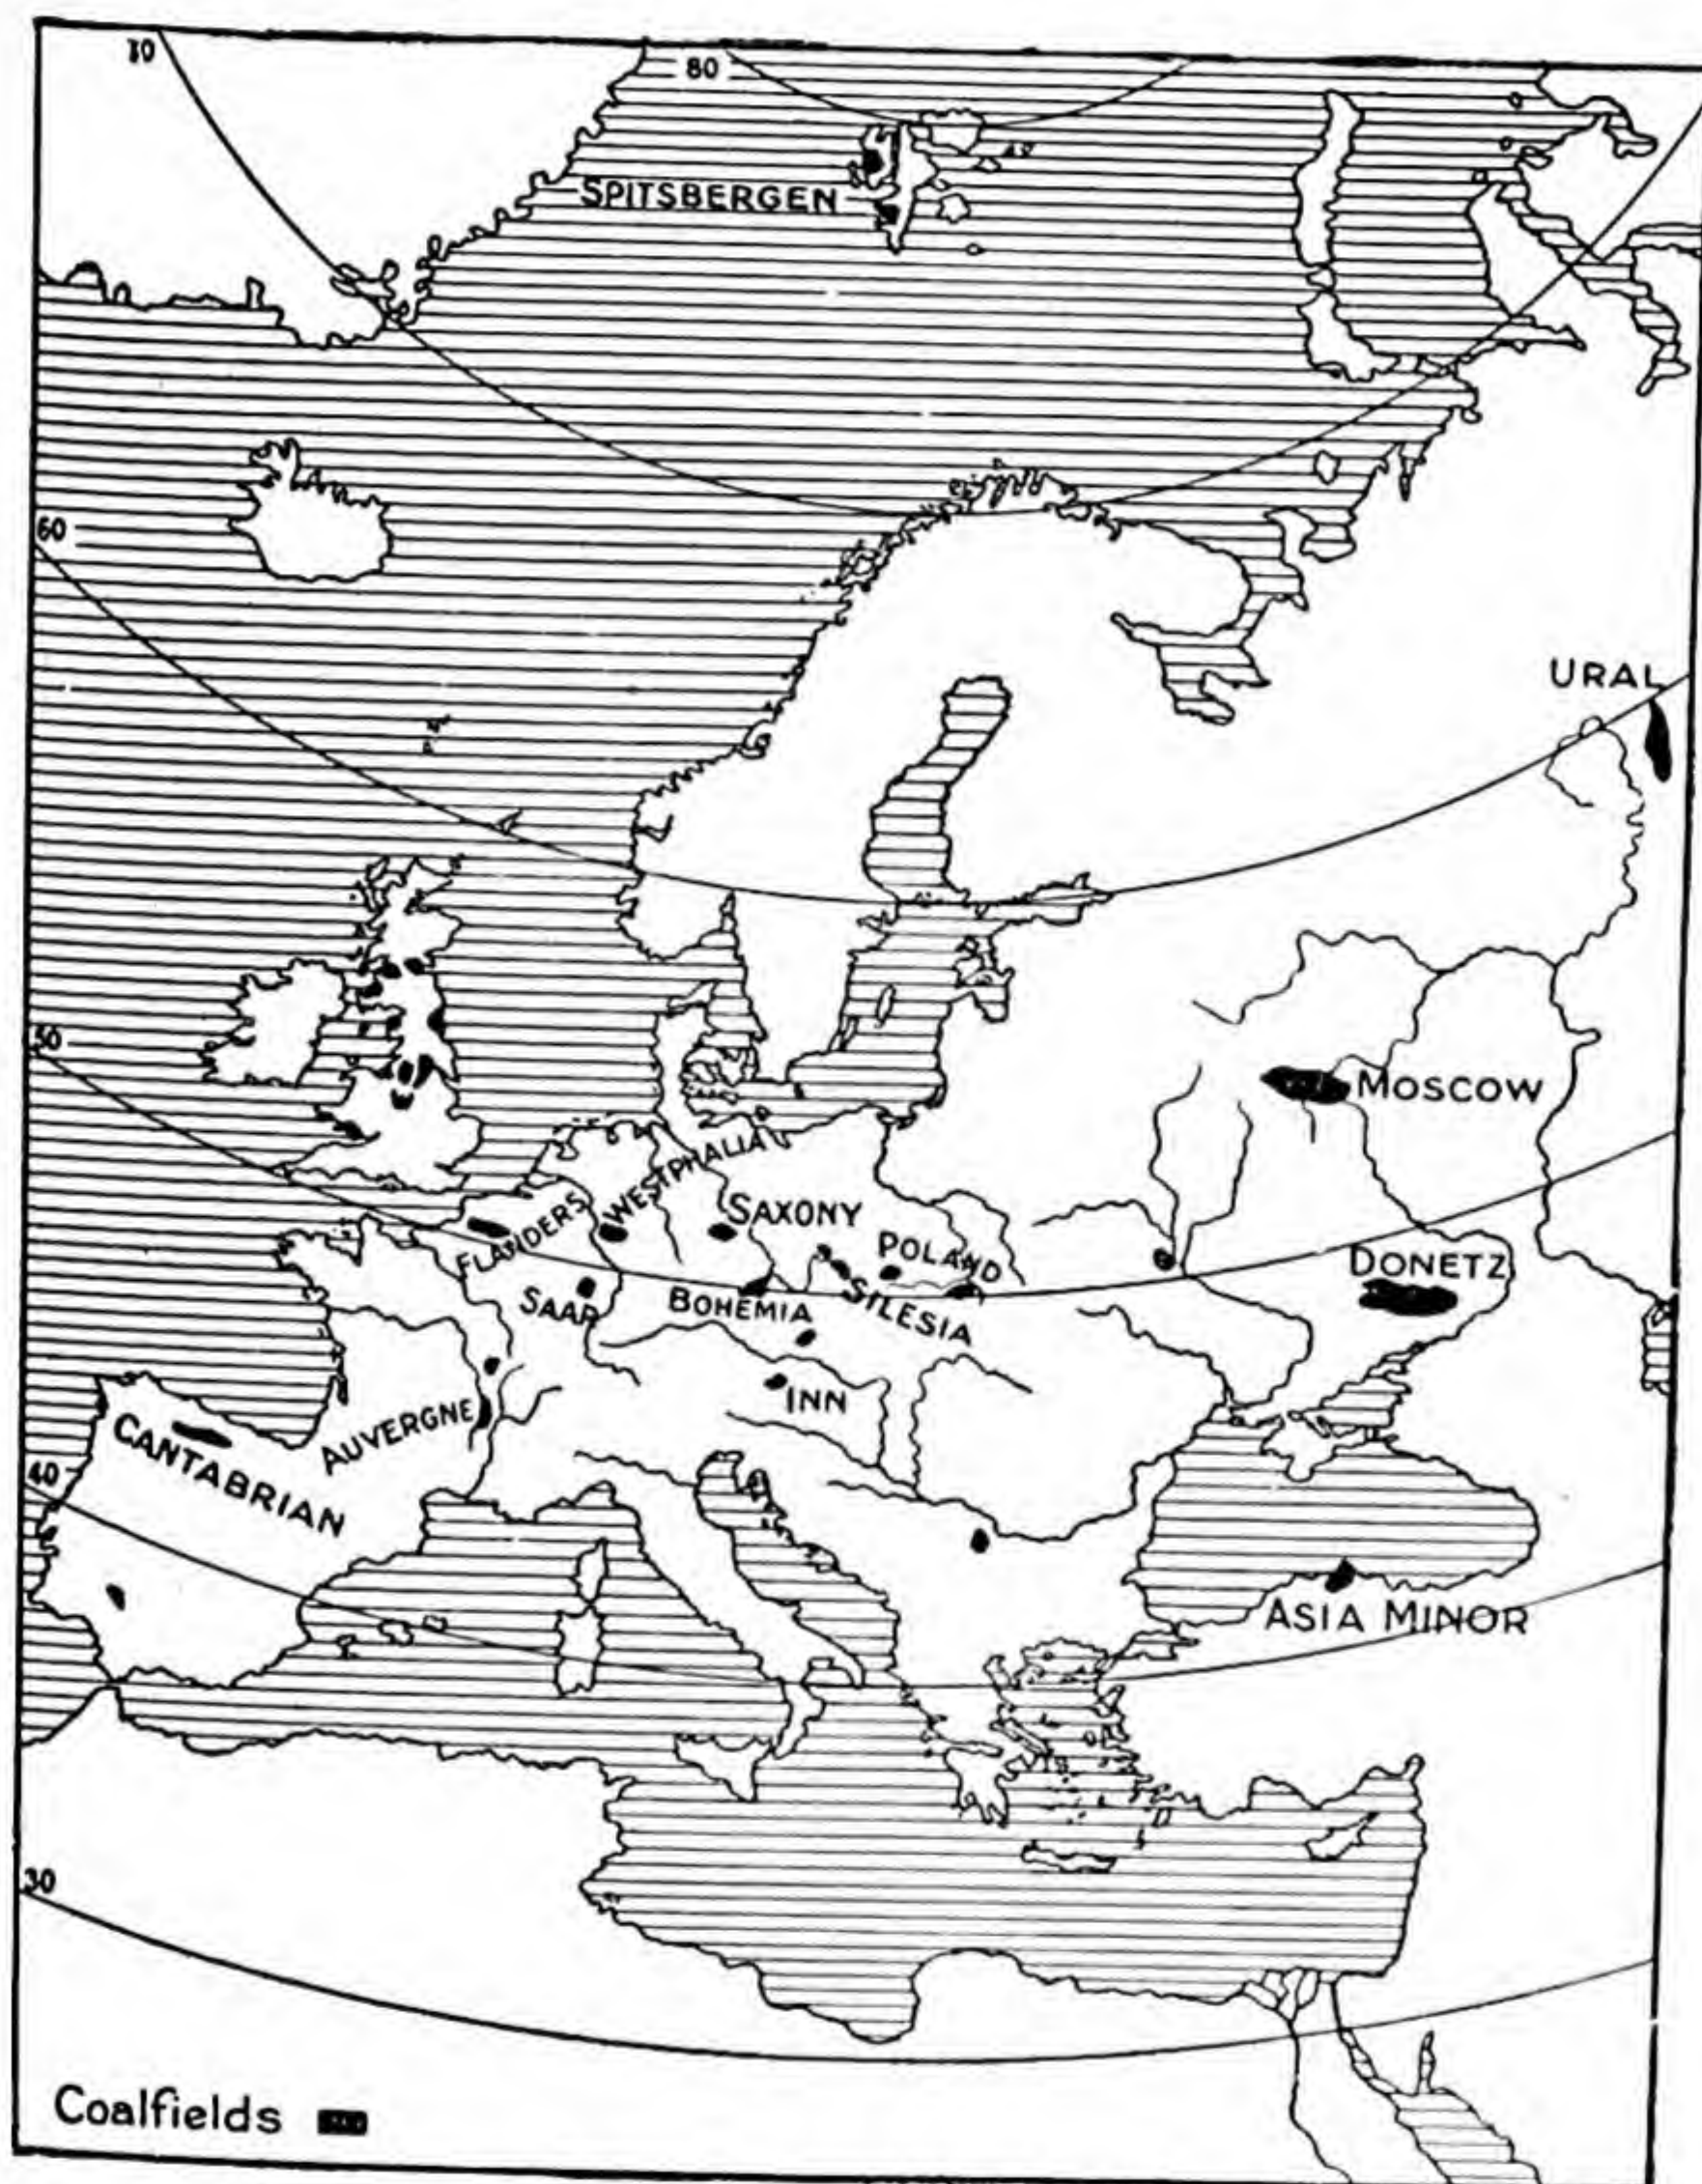 70
80
SPITSBERGEN
60
URAL
50
MOSCOW
WESTPHALIA
FLANDERS
SAXONY
POLAND
DONETZ
SAAR
BOHEMIA
SILESIA
INN
AUVERGNE
CANTABRIAN
40
ASIA MINOR
30
Coalfields